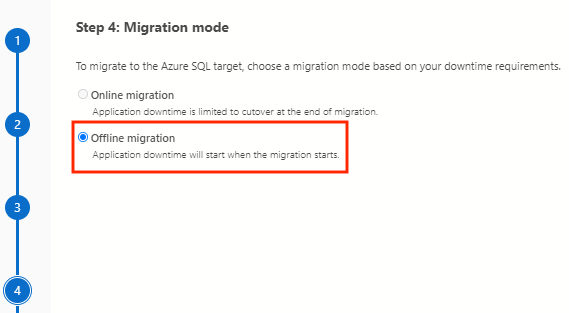 Step 4: Migration mode
1
To migrate to the Azure SQL target, choose a migration mode based on your downtime requirements.
Online migration
Application downtime is limited to cutover at the end of migration.
2
Offline migration
Application downtime will start when the migration starts.
3
4